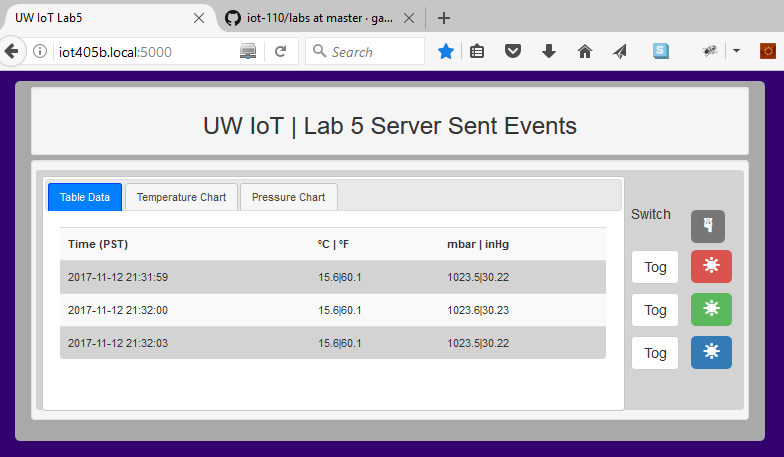 UW IoT Lab5
iot-110/labs at master · ga...
iot405b.local:5000
Search
UW IoT | Lab 5 Server Sent Events
Table Data
Temperature Chart
Pressure Chart
Switch
Time (PST) ºC | ºF mbar | inHg
2017-11-12 21:31:59 15.6|60.1 1023.5|30.22
Tog
2017-11-12 21:32:00 15.6|60.1 1023.6|30.23
Tog
2017-11-12 21:32:03 15.6|60.1 1023.5|30.22
Tog